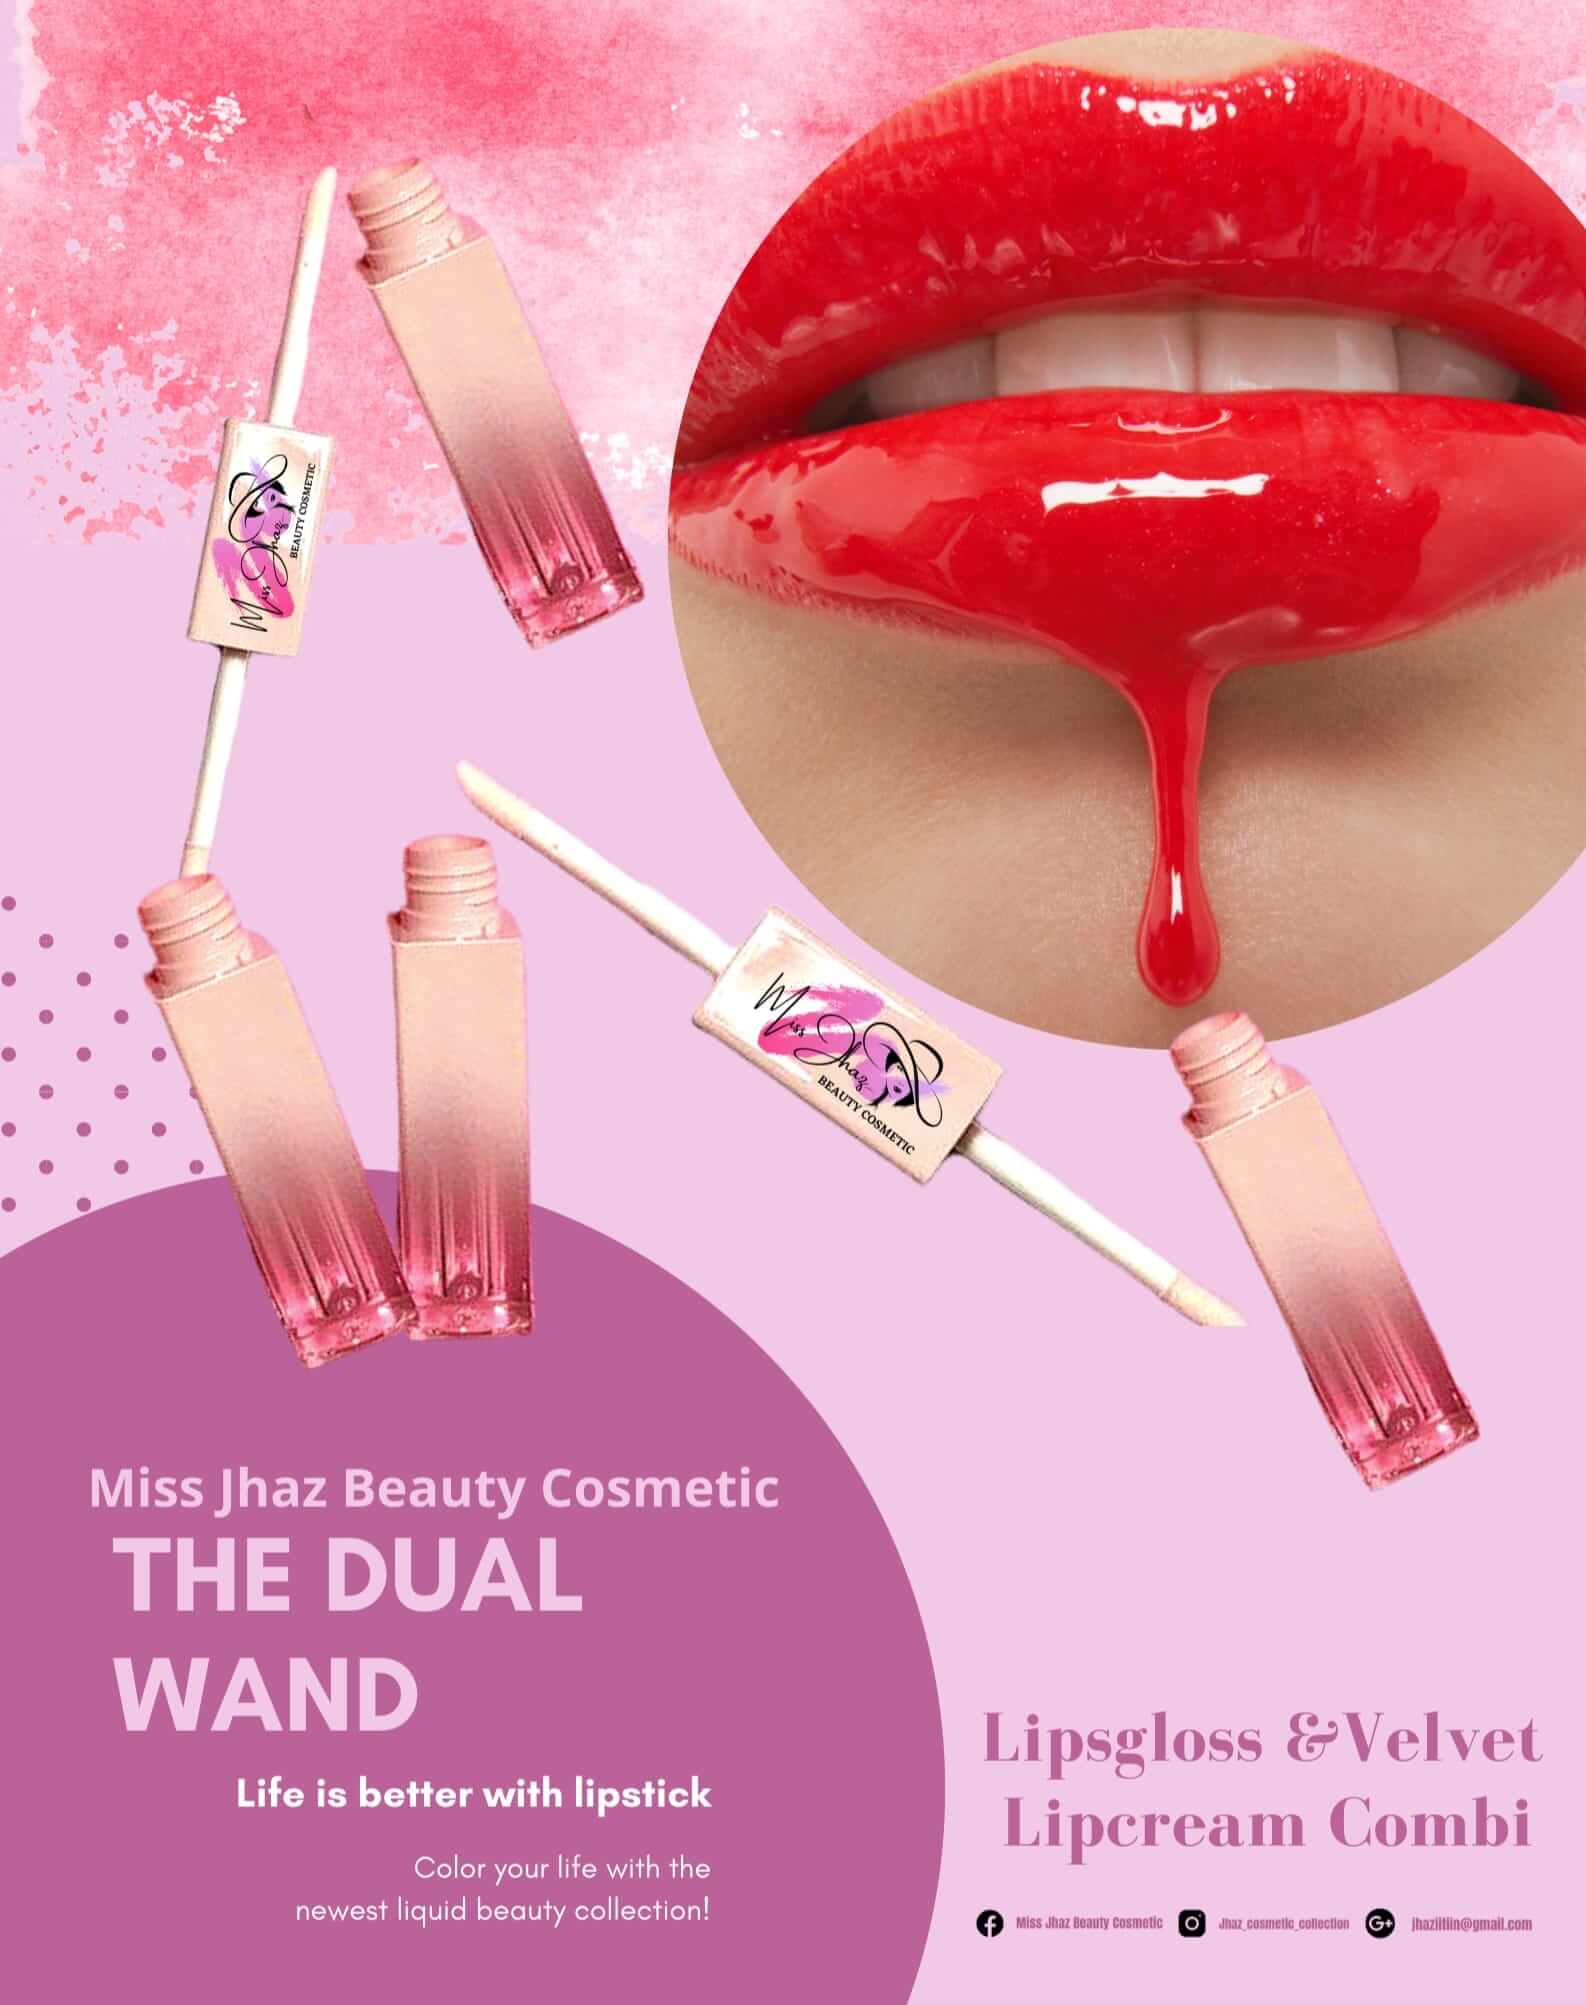 Miss Jhaz
BEAUTY COSMETIC
Miss Jhaz
BEAUTY COSMETIC
Miss Jhaz Beauty Cosmetic
THE DUAL
WAND
Life is better with lipstick
Color your life with the
newest liquid beauty collection!
Lipsgloss &Velvet
Lipcream Combi
Miss Jhaz Beauty Cosmetic Jhaz_cosmetic_collection G+ jhaziltlin@gmail.com